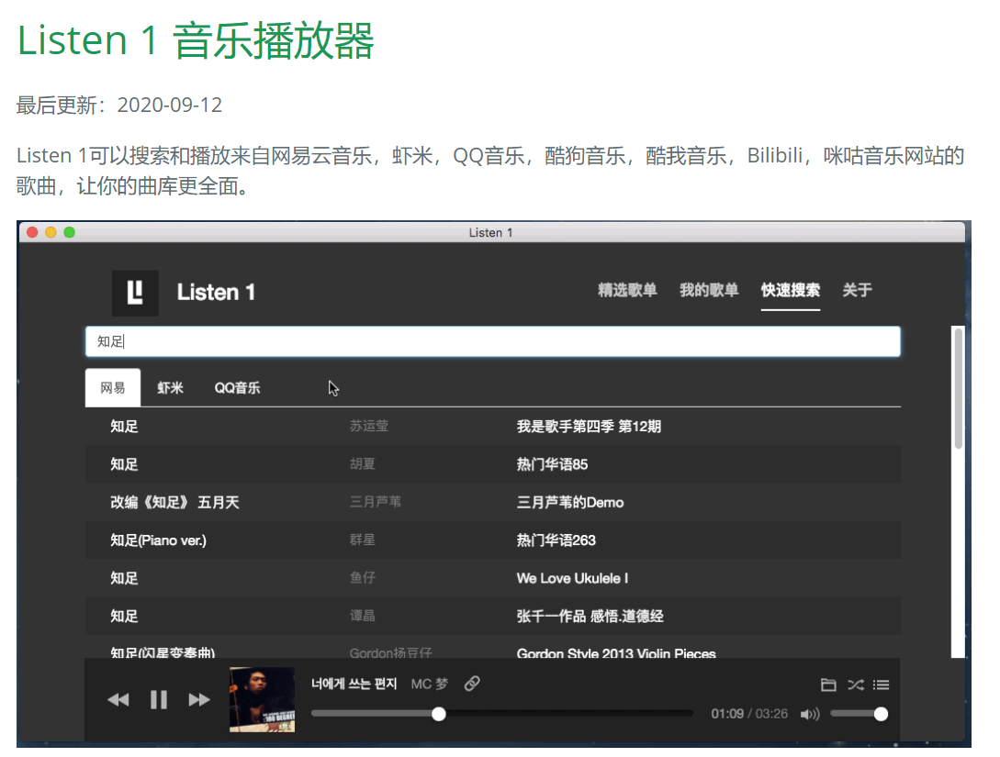 Listen 1 音乐播放器
最后更新：2020-09-12
Listen 1可以搜索和播放来自网易云音乐，虾米，QQ音乐，酷狗音乐，酷我音乐，Bilibili，咪咕音乐网站的
歌曲，让你的曲库更全面。
Listen 1
Listen 1 精选歌单 我的歌单 快速搜索 关于
知足
网易 虾米 QQ音乐
知足 苏运莹 我是歌手第四季 第12期
知足 胡夏 热门华语85
改编《知足》 五月天 三月芦苇 三月芦苇的Demo
知足(Piano ver.) 群星 热门华语263
知足 鱼仔 We Love Ukulele I
知足 谭晶 张千一作品 感悟.道德经
知足(闪星变奏曲) Gordon扬豆仔 Gordon Style 2013 Violin Pieces
너에게 쓰는 편지 MC 梦
01:09 / 03:26